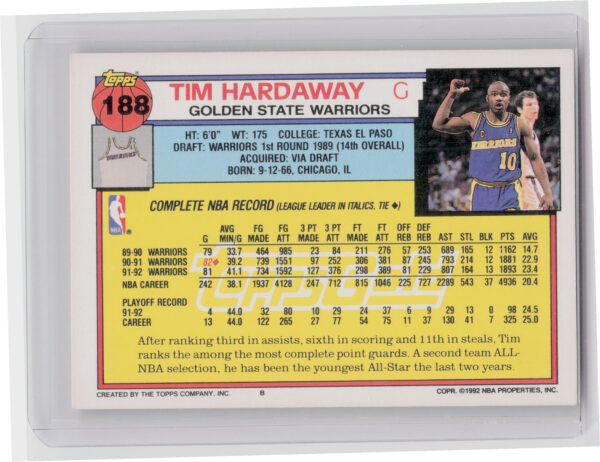 Topps
188
TIM HARDAWAY G
GOLDEN STATE WARRIORS
HT: 6'0" WT: 175 COLLEGE: TEXAS EL PASO
DRAFT: WARRIORS 1st ROUND 1989 (14th OVERALL)
ACQUIRED: VIA DRAFT
BORN: 9-12-66, CHICAGO, IL
WARRIORS
10
NBA
COMPLETE NBA RECORD (LEAGUE LEADER IN ITALICS, TIE ◆)
G AVG MIN/G FG MADE FG ATT 3 PT MADE 3 PT ATT FT MADE FT ATT OFF REB DEF REB AST STL BLK PTS AVG
89-90 WARRIORS 79 33.7 464 985 23 84 211 276 57 253 689 165 12 1162 14.7
90-91 WARRIORS 82◆ 39.2 739 1551 97 252 306 381 87 245 793 214 12 1881 22.9
91-92 WARRIORS 81 41.1 734 1592 127 376 298 389 81 229 807 164 13 1893 23.4
NBA CAREER 242 38.1 1937 4128 247 712 815 1046 225 727 2289 543 37 4936 20.4
PLAYOFF RECORD
91-92 4 44.0 32 80 10 29 24 37 6 9 29 13 0 98 24.5
CAREER 13 44.0 122 265 27 77 54 75 11 37 130 41 7 325 25.0
After ranking third in assists, sixth in scoring and 11th in steals, Tim
ranks the among the most complete point guards. A second team ALL-
NBA selection, he has been the youngest All-Star the last two years.
CREATED BY THE TOPPS COMPANY, INC. B COPR. ©1992 NBA PROPERTIES, INC.